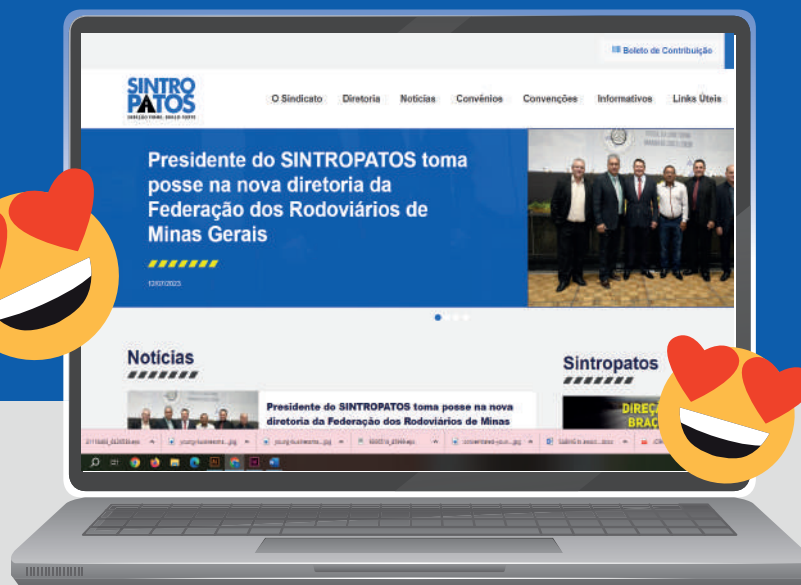 Boleto de Contribuição
SINTRO
PATOS
O Sindicato Diretoria Notícias Convênios Convenções Informativos Links Úteis
Presidente do SINTROPATOS toma
posse na nova diretoria da
Federação dos Rodoviários de
Minas Gerais
Notícias
Sintropatos
Presidente do SINTROPATOS toma posse na nova
diretoria da Federação dos Rodoviários de Minas